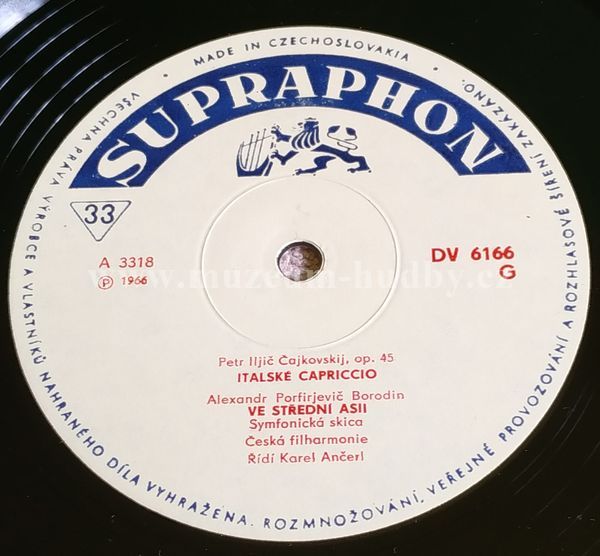 • MADE IN CZECHOSLOVAKIA •
SUPRAPHON
33
A 3318
Ⓟ 1966
DV 6166
G
www.muzeum-hudby.cz
Petr Iljič Čajkovskij, op. 45
ITALSKÉ CAPRICCIO
Alexandr Porfirjevič Borodin
VE STŘEDNÍ ASII
Symfonická skica
Česká filharmonie
Řídí Karel Ančerl
VŠECHNA PRÁVA VÝROBCE A VLASTNÍKŮ NAHRANÉHO DÍLA VYHRAŽENA. ROZMNOŽOVÁNÍ, VEŘEJNÉ PROVOZOVÁNÍ A ROZHLASOVÉ ŠÍŘENÍ ZAKÁZÁNO.